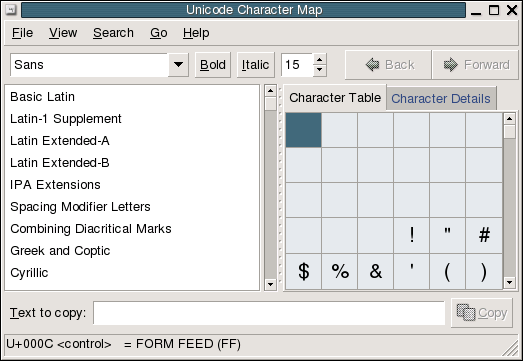 Unicode Character Map
File View Search Go Help
Sans Bold Italic 15 Back Forward
Character Table Character Details
Basic Latin
Latin-1 Supplement
Latin Extended-A
Latin Extended-B
IPA Extensions
Spacing Modifier Letters
Combining Diacritical Marks
Greek and Coptic
Cyrillic
! " #
$ % & ' ( )
Text to copy: Copy
U+000C <control> = FORM FEED (FF)